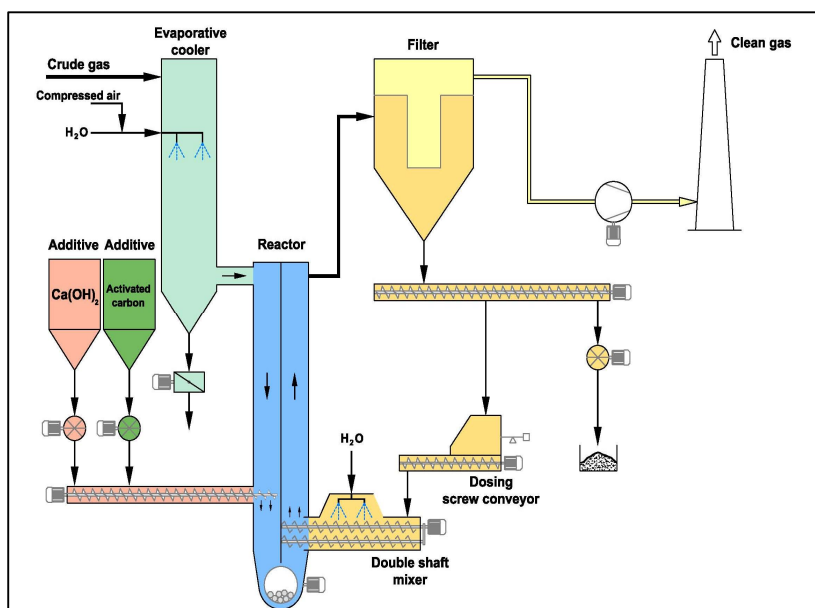 Evaporative
cooler
Filter
Clean gas
Crude gas
Compressed air
H₂O
Additive
Additive
Reactor
Ca(OH)₂
Activated
carbon
H₂O
Dosing
screw conveyor
Double shaft
mixer